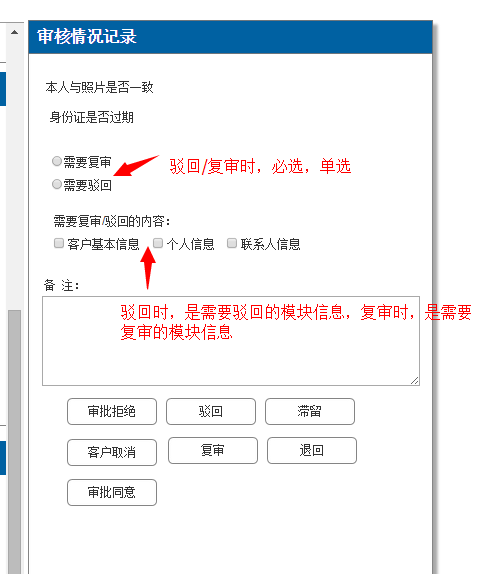 审核情况记录
本人与照片是否一致
身份证是否过期
需要复审
驳回/复审时，必选，单选
需要驳回
需要复审/驳回的内容：
客户基本信息 个人信息 联系人信息
备 注：
驳回时，是需要驳回的模块信息，复审时，是需要
复审的模块信息
审批拒绝 驳回 滞留
客户取消 复审 退回
审批同意